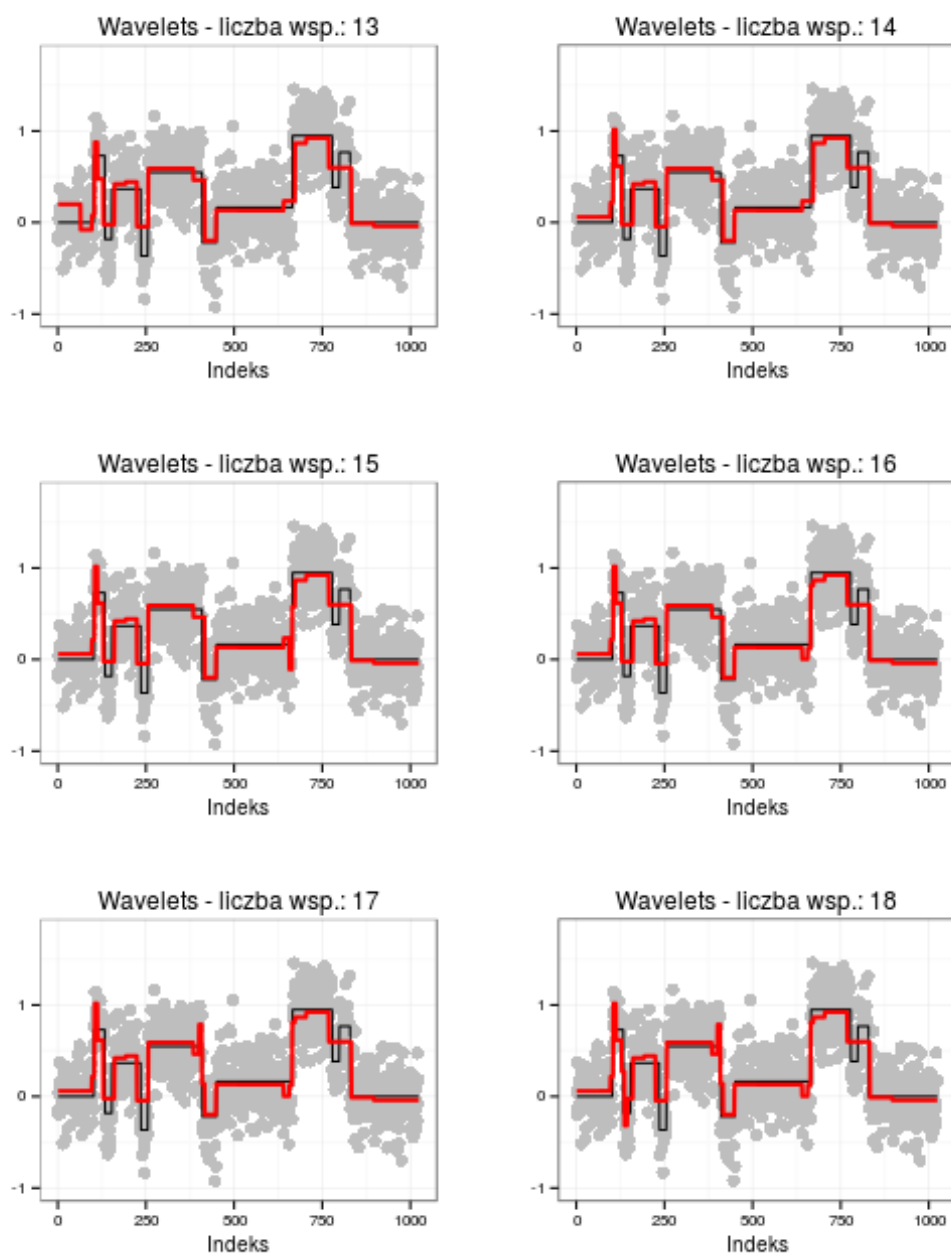 Wavelets - liczba wsp.: 13
1
0
-1
0 250 500 750 1000
Indeks
Wavelets - liczba wsp.: 14
1
0
-1
0 250 500 750 1000
Indeks
Wavelets - liczba wsp.: 15
1
0
-1
0 250 500 750 1000
Indeks
Wavelets - liczba wsp.: 16
1
0
-1
0 250 500 750 1000
Indeks
Wavelets - liczba wsp.: 17
1
0
-1
0 250 500 750 1000
Indeks
Wavelets - liczba wsp.: 18
1
0
-1
0 250 500 750 1000
Indeks